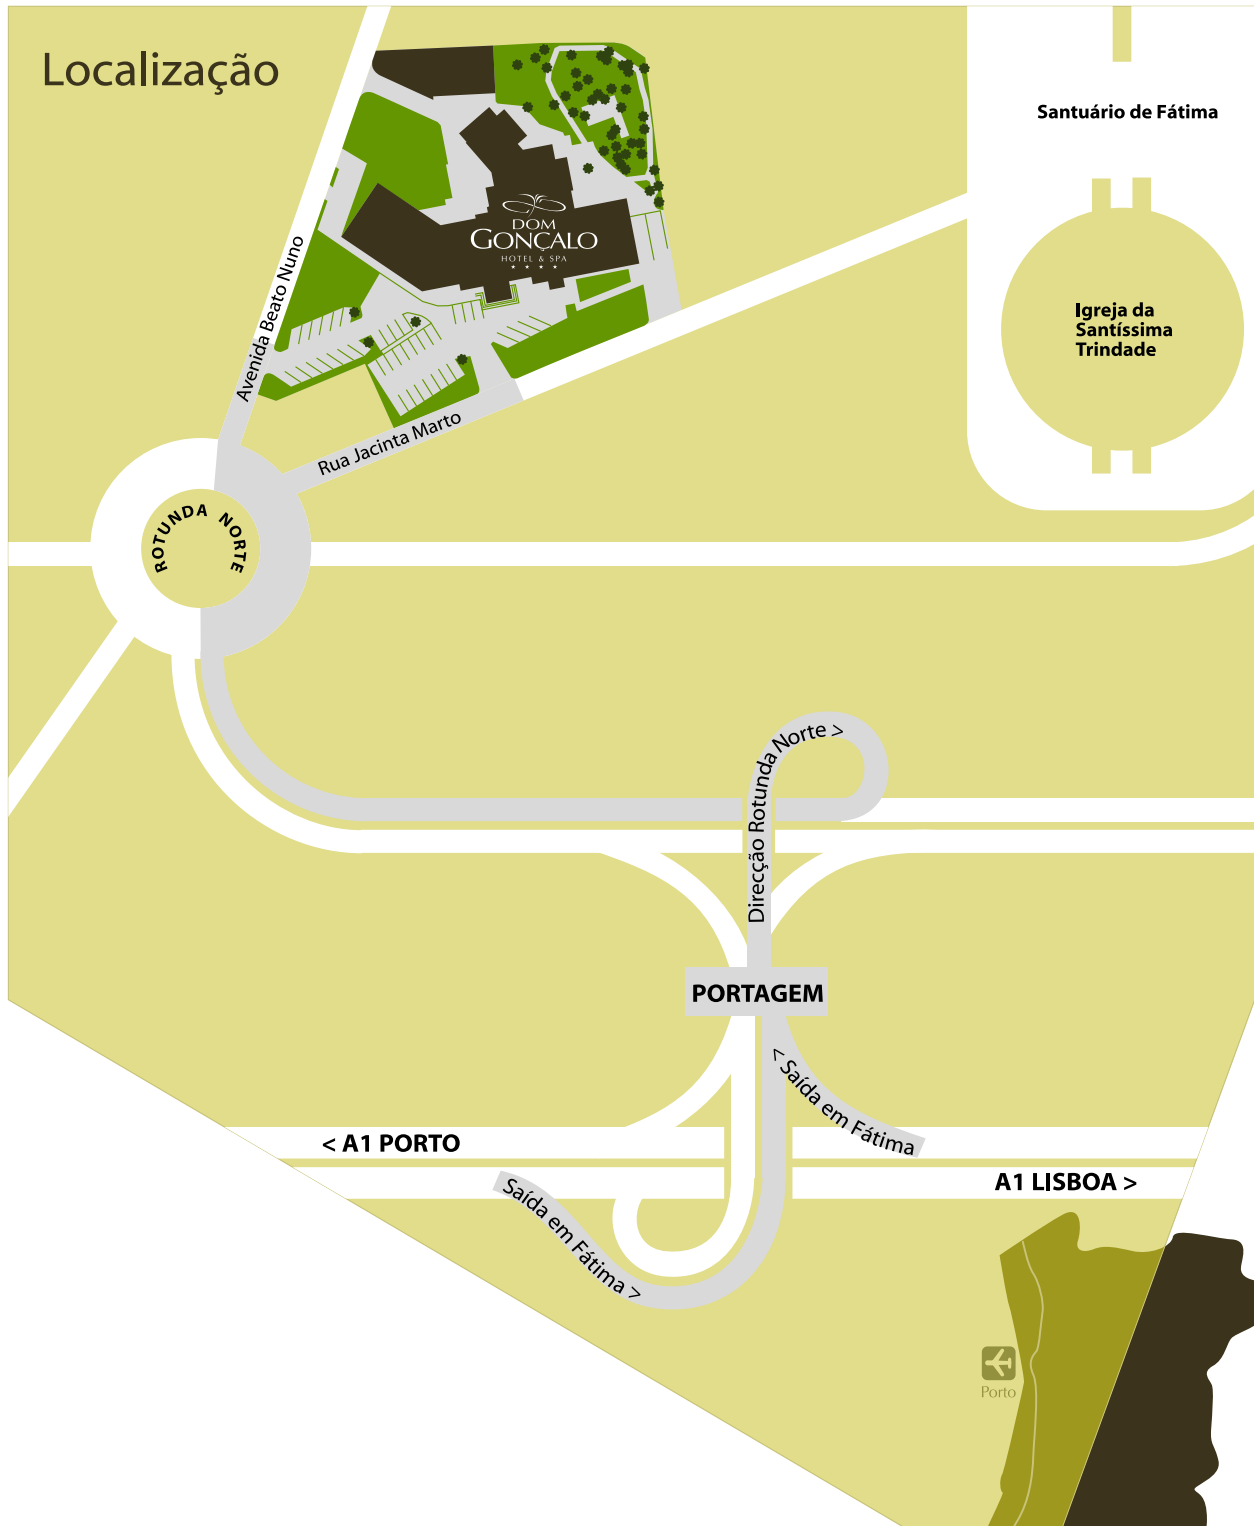 Localização
Santuário de Fátima
DOM
GONÇALO
HOTEL & SPA
Avenida Beato Nuno
Igreja da
Santíssima
Trindade
Rua Jacinta Marto
ROTUNDA NORTE
Direcção Rotunda Norte >
PORTAGEM
< Saída em Fátima
< A1 PORTO
A1 LISBOA >
Saída em Fátima >
Porto